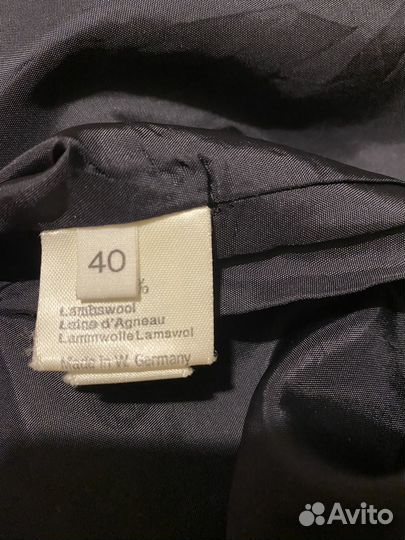 40
%
Lambswool
Laine d'Agneau
Lammwolle Lamswol
Made in W. Germany
Avito